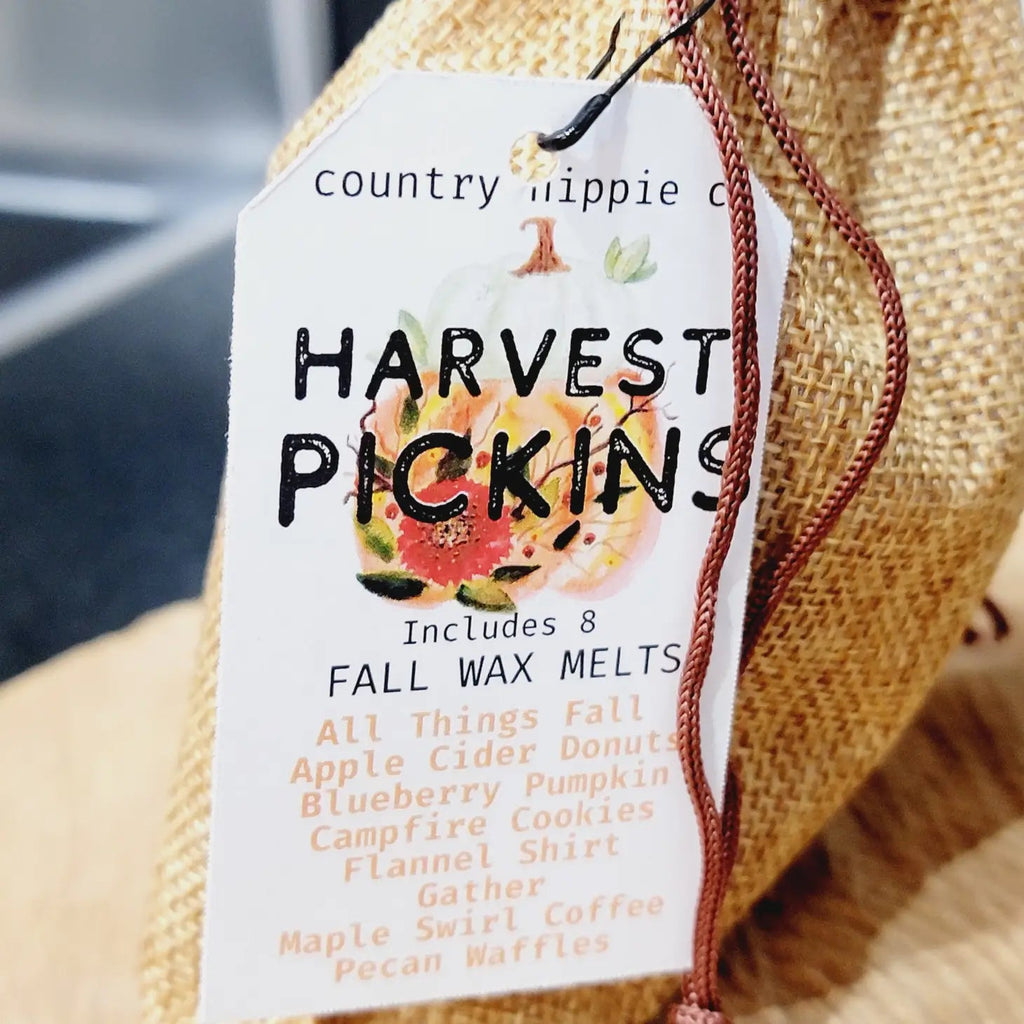 country hippie c
HARVEST
PICKINS
Includes 8
FALL WAX MELTS
All Things Fall
Apple Cider Donuts
Blueberry Pumpkin
Campfire Cookies
Flannel Shirt
Gather
Maple Swirl Coffee
Pecan Waffles